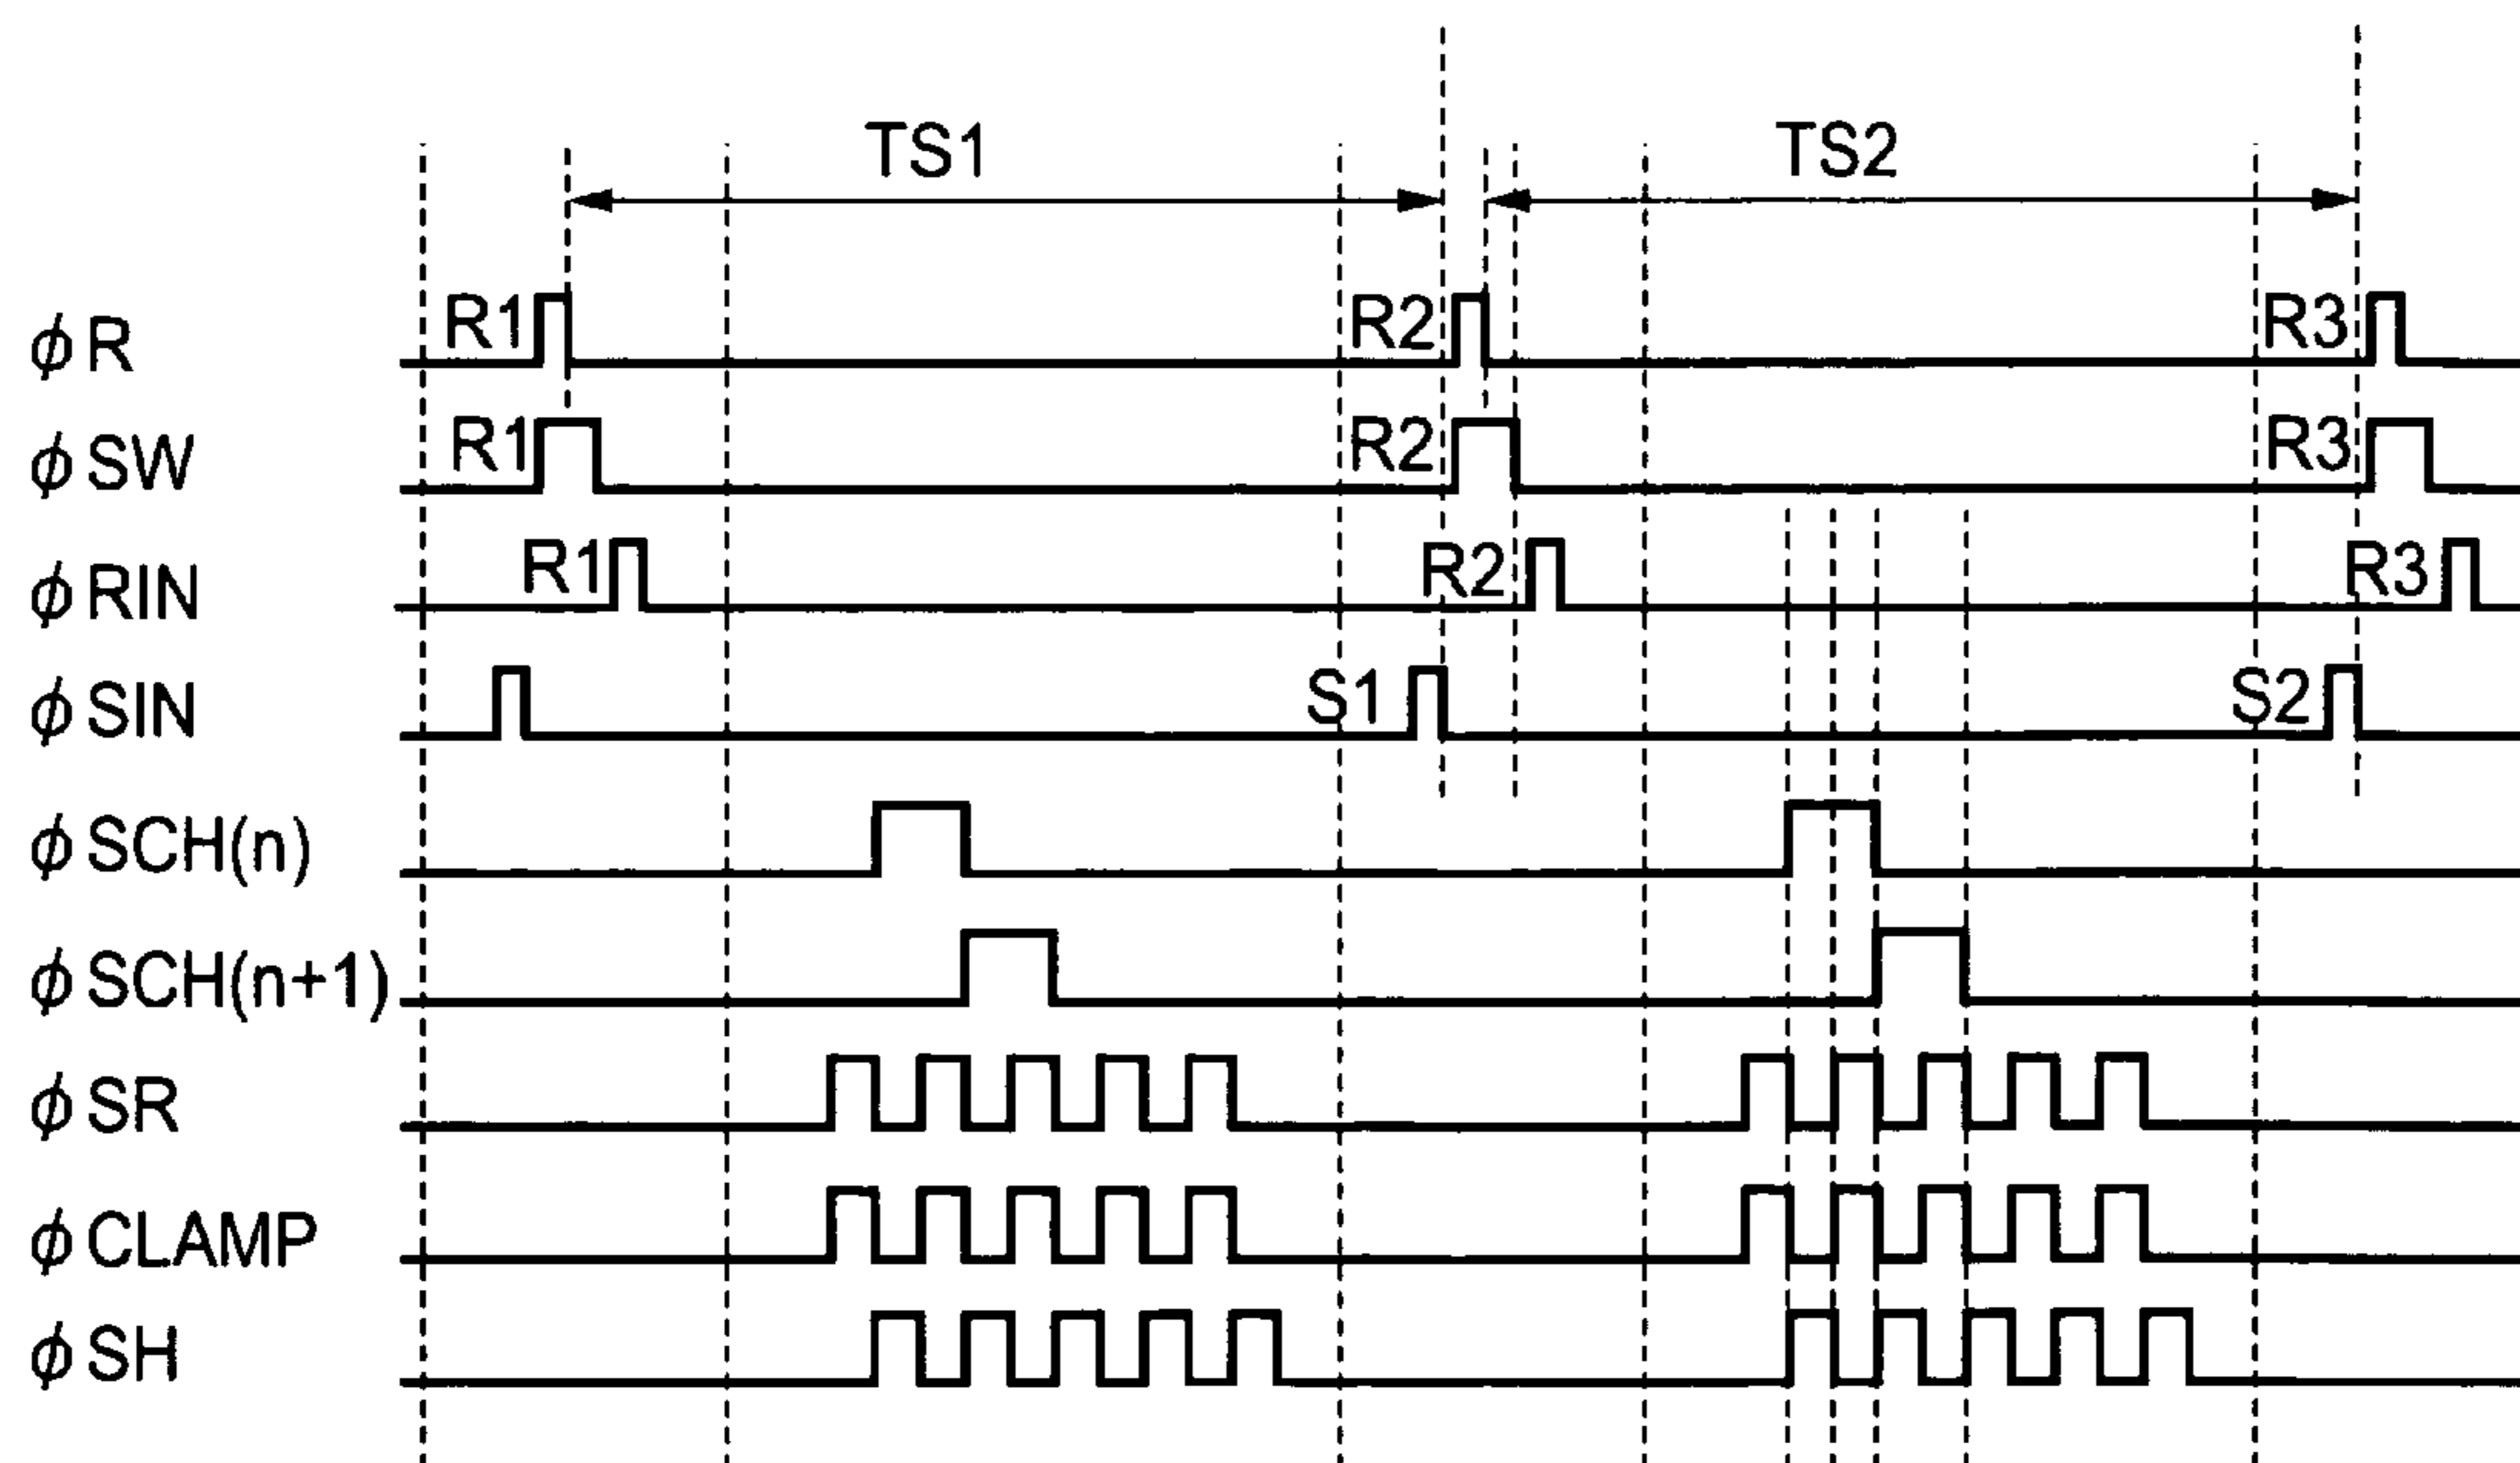 TS1 TS2
φR R1 R2 R3
φSW R1 R2 R3
φRIN R1 R2 R3
φSIN S1 S2
φSCH(n)
φSCH(n+1)
φSR
φCLAMP
φSH